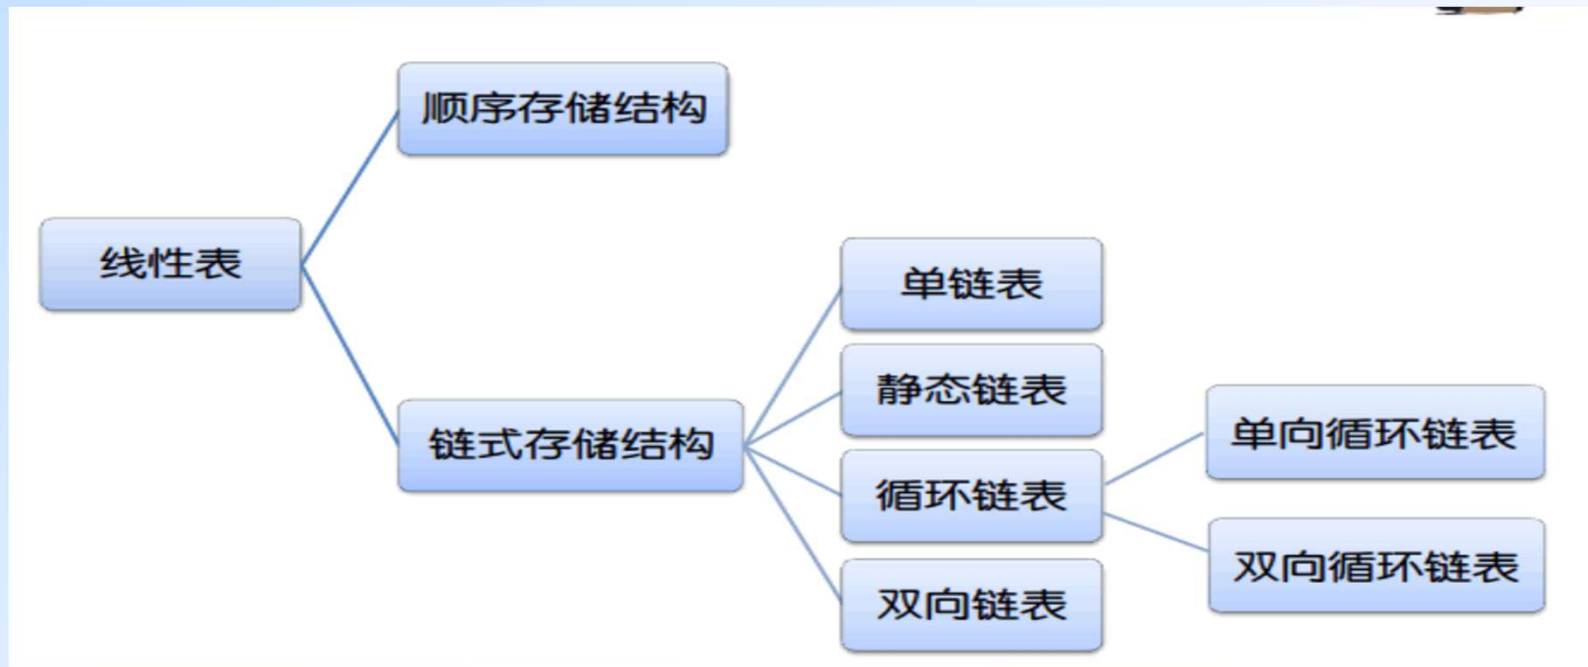 线性表
顺序存储结构
链式存储结构
单链表
静态链表
循环链表
双向链表
单向循环链表
双向循环链表